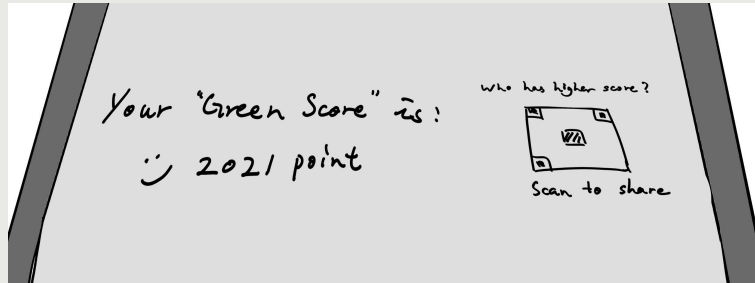 Your "Green Score" is:
2021 point
Who has higher score?
Scan to share